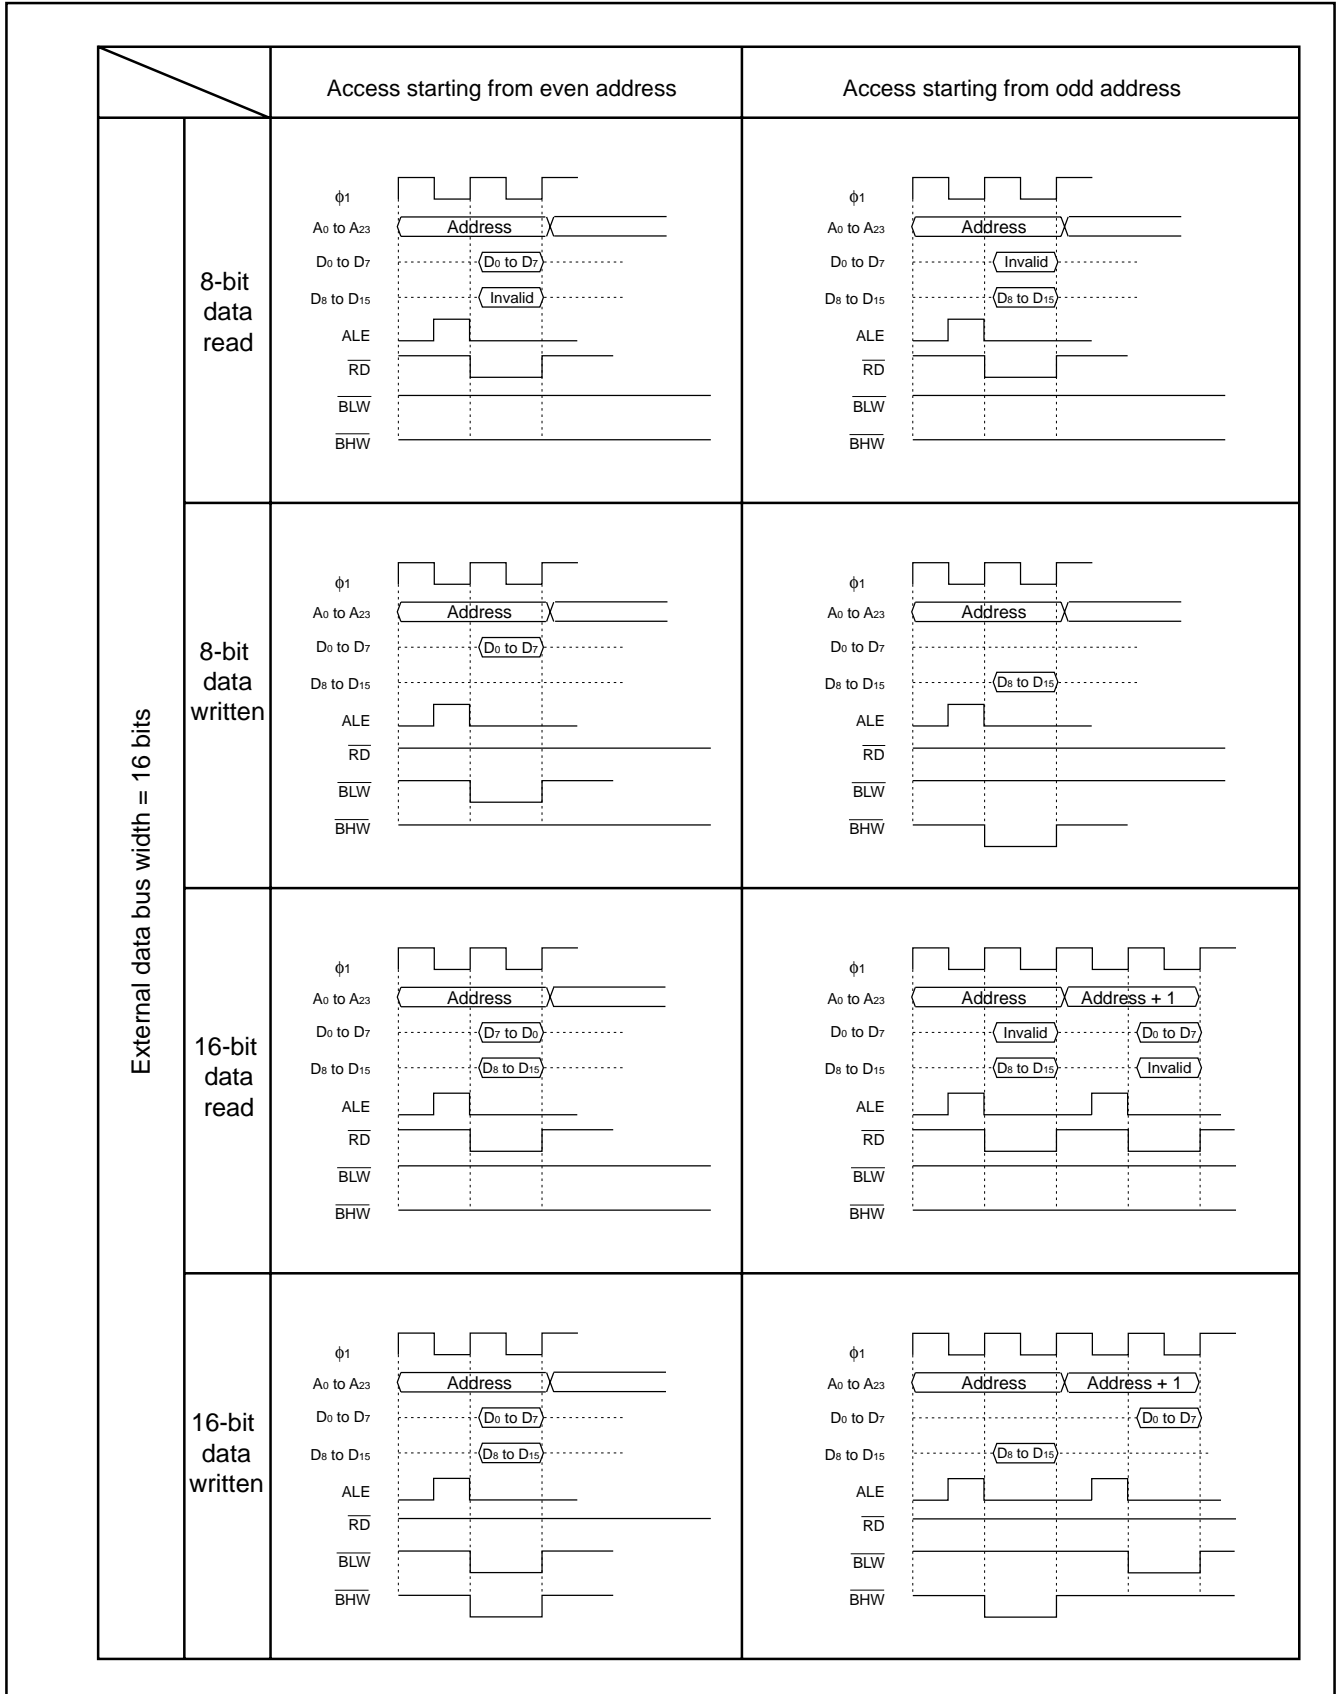 Access starting from even address
Access starting from odd address
External data bus width = 16 bits
8-bit
data
read
ϕ1
A0 to A23
Address
D0 to D7
D0 to D7
D8 to D15
Invalid
ALE
RD
BLW
BHW
ϕ1
A0 to A23
Address
D0 to D7
Invalid
D8 to D15
D8 to D15
ALE
RD
BLW
BHW
8-bit
data
written
ϕ1
A0 to A23
Address
D0 to D7
D0 to D7
D8 to D15
ALE
RD
BLW
BHW
ϕ1
A0 to A23
Address
D0 to D7
D8 to D15
D8 to D15
ALE
RD
BLW
BHW
16-bit
data
read
ϕ1
A0 to A23
Address
D0 to D7
D7 to D0
D8 to D15
D8 to D15
ALE
RD
BLW
BHW
ϕ1
A0 to A23
Address
Address + 1
D0 to D7
Invalid
D0 to D7
D8 to D15
D8 to D15
Invalid
ALE
RD
BLW
BHW
16-bit
data
written
ϕ1
A0 to A23
Address
D0 to D7
D0 to D7
D8 to D15
D8 to D15
ALE
RD
BLW
BHW
ϕ1
A0 to A23
Address
Address + 1
D0 to D7
D0 to D7
D8 to D15
D8 to D15
ALE
RD
BLW
BHW